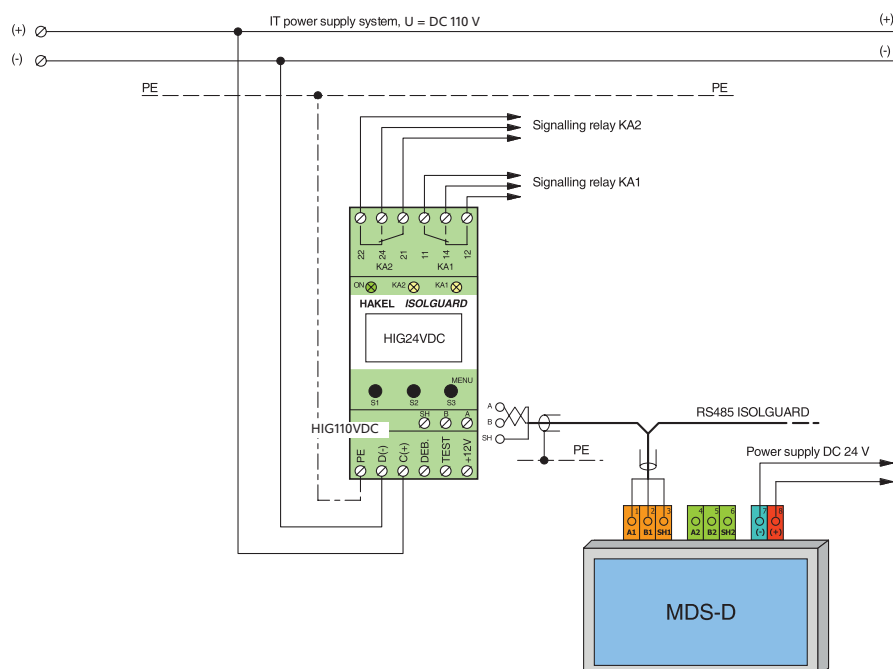 IT power supply system, U = DC 110 V
(+)
(+)
(-)
(-)
PE
PE
Signalling relay KA2
Signalling relay KA1
22
24
21
11
14
12
KA2
KA1
ON
KA2
KA1
HAKEL ISOLGUARD
HIG24VDC
MENU
S1
S2
S3
SH
B
A
HIG110VDC
PE
D(-)
C(+)
DEB.
TEST
+12V
A
B
SH
PE
RS485 ISOLGUARD
Power supply DC 24 V
1
2
3
4
5
6
7
8
A1
B1
SH1
A2
B2
SH2
(-)
(+)
MDS-D